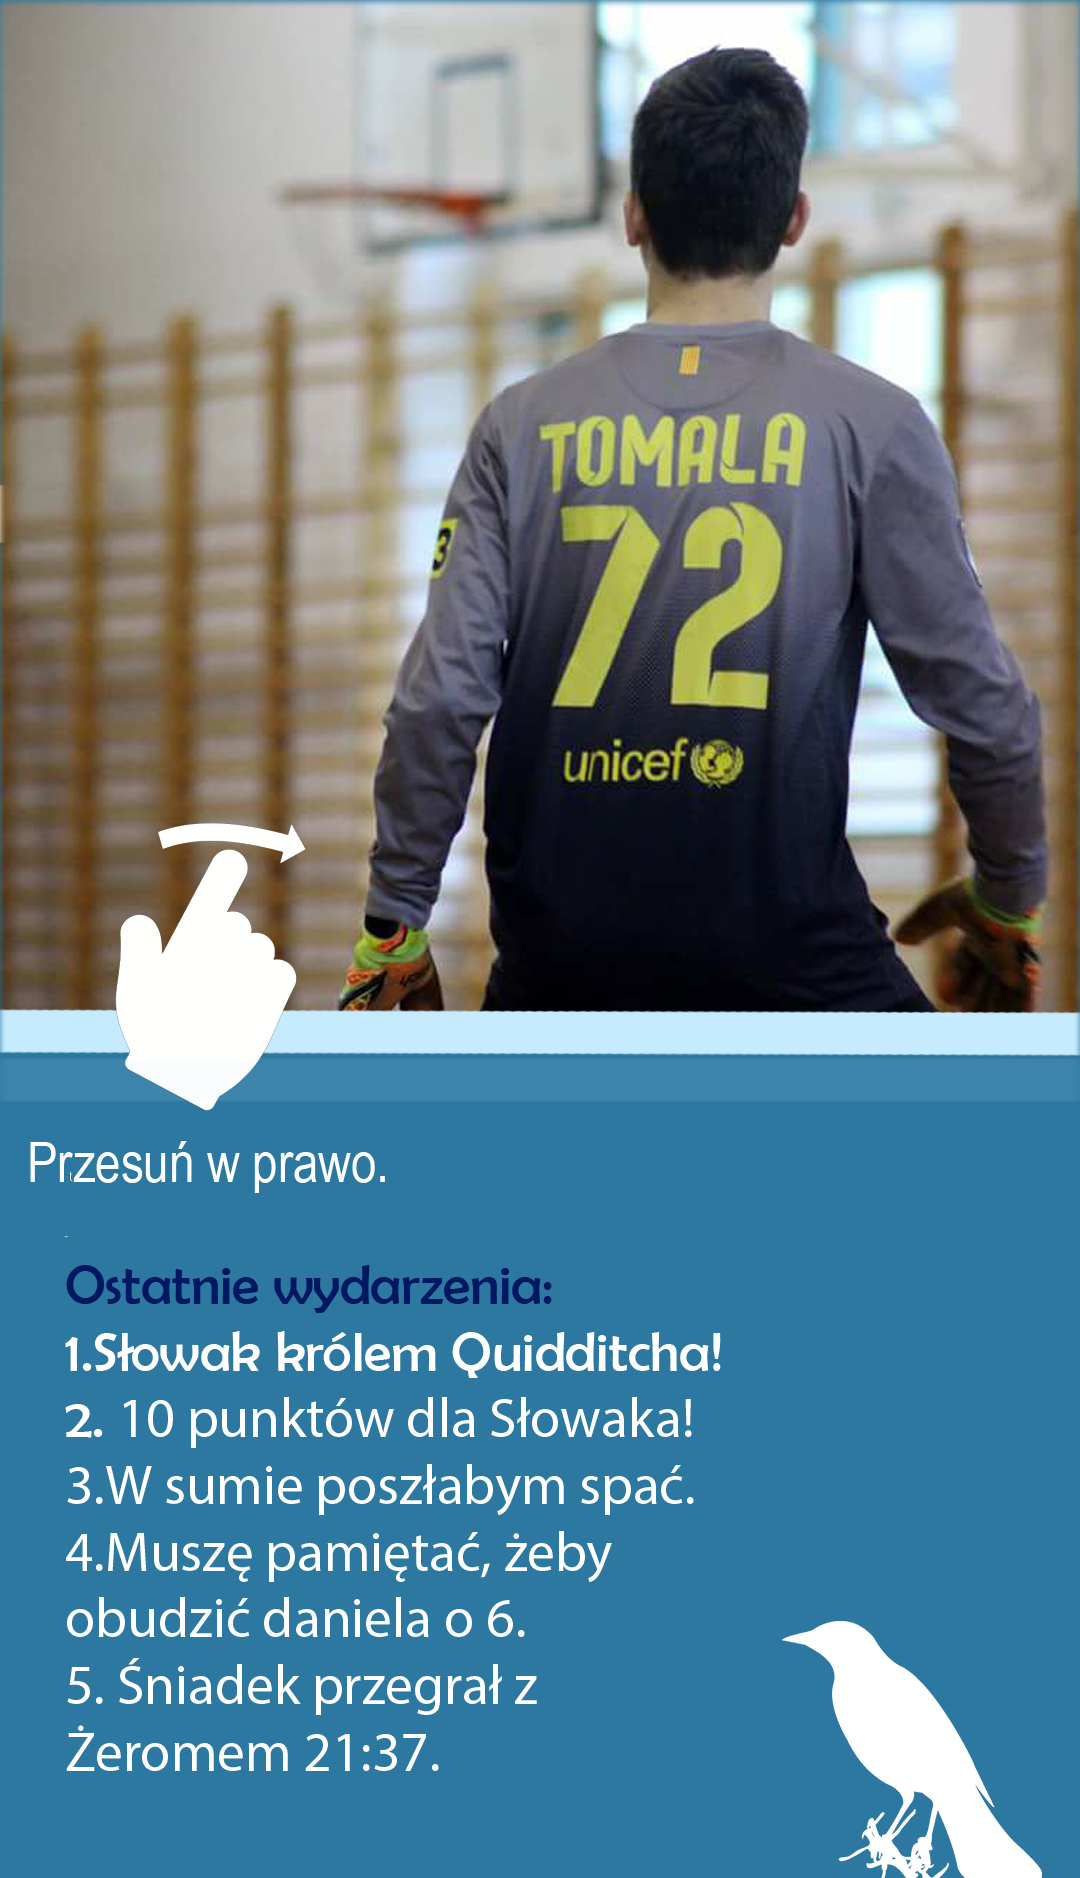 TOMALA
3
72
unicef
Przesuń w prawo.
Ostatnie wydarzenia:
1.Słowak królem Quidditcha!
2. 10 punktów dla Słowaka!
3.W sumie poszłabym spać.
4.Muszę pamiętać, żeby
obudzić daniela o 6.
5. Śniadek przegrał z
Żeromem 21:37.